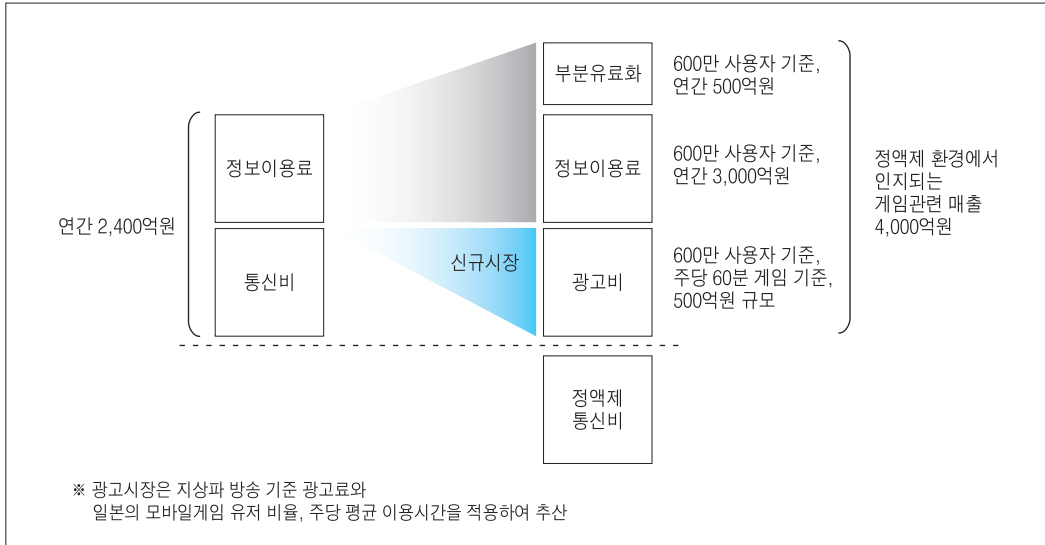 연간 2,400억원
정보이용료
통신비
신규시장
부분유료화
600만 사용자 기준,
연간 500억원
정보이용료
600만 사용자 기준,
연간 3,000억원
광고비
600만 사용자 기준,
주당 60분 게임 기준,
500억원 규모
정액제 환경에서
인지되는
게임관련 매출
4,000억원
정액제
통신비
※ 광고시장은 지상파 방송 기준 광고료와
일본의 모바일게임 유저 비율, 주당 평균 이용시간을 적용하여 추산